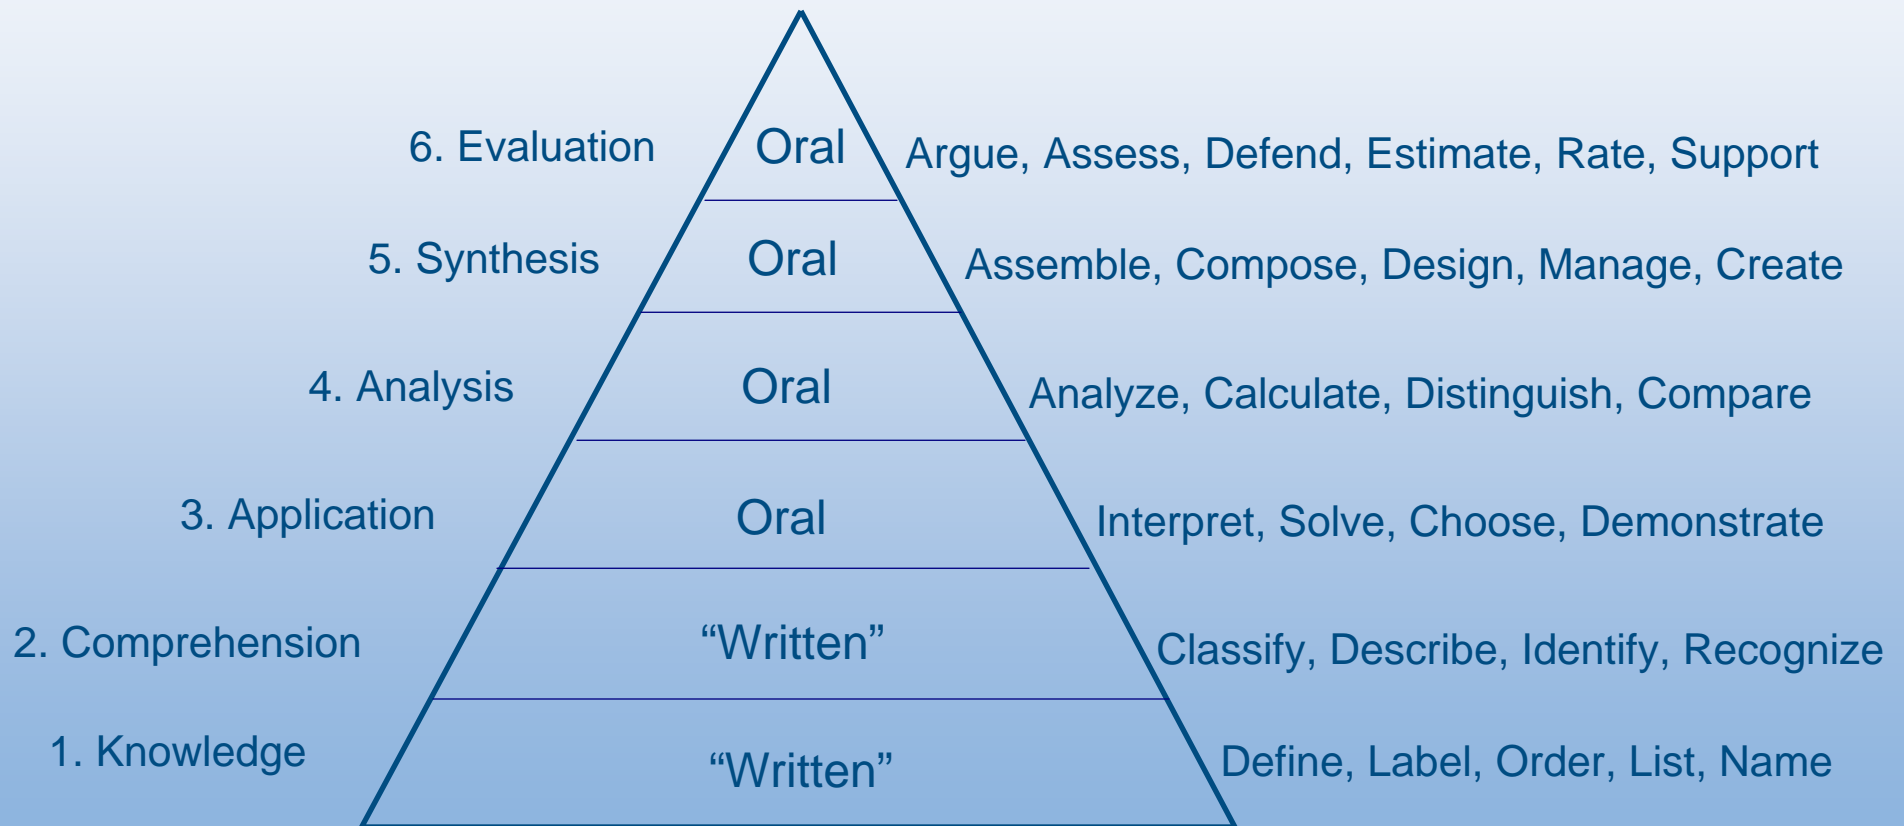 6. Evaluation Oral Argue, Assess, Defend, Estimate, Rate, Support
5. Synthesis Oral Assemble, Compose, Design, Manage, Create
4. Analysis Oral Analyze, Calculate, Distinguish, Compare
3. Application Oral Interpret, Solve, Choose, Demonstrate
2. Comprehension “Written” Classify, Describe, Identify, Recognize
1. Knowledge “Written” Define, Label, Order, List, Name